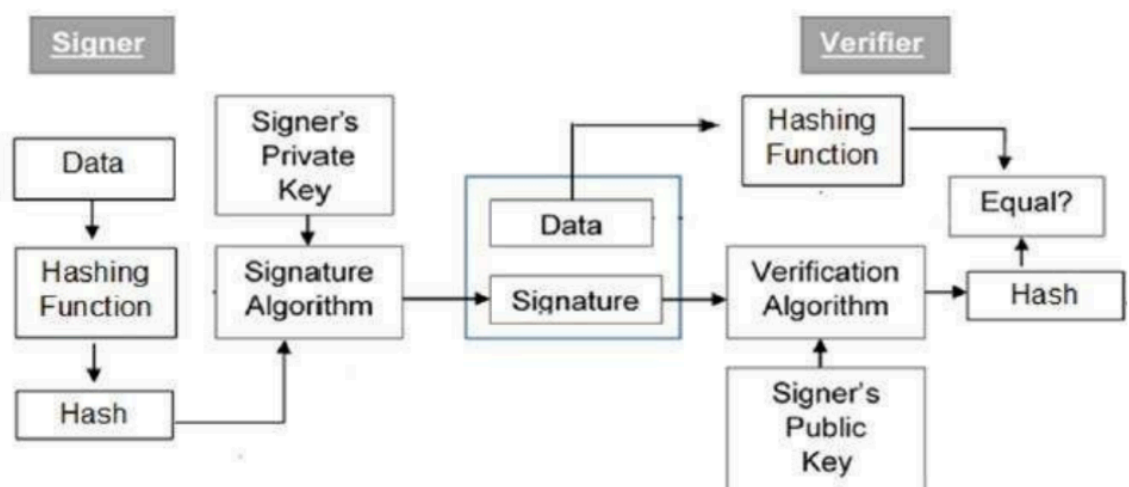 Signer
Verifier
Data
Hashing
Function
Hash
Signer's
Private
Key
Signature
Algorithm
Data
Signature
Hashing
Function
Verification
Algorithm
Signer's
Public
Key
Equal?
Hash